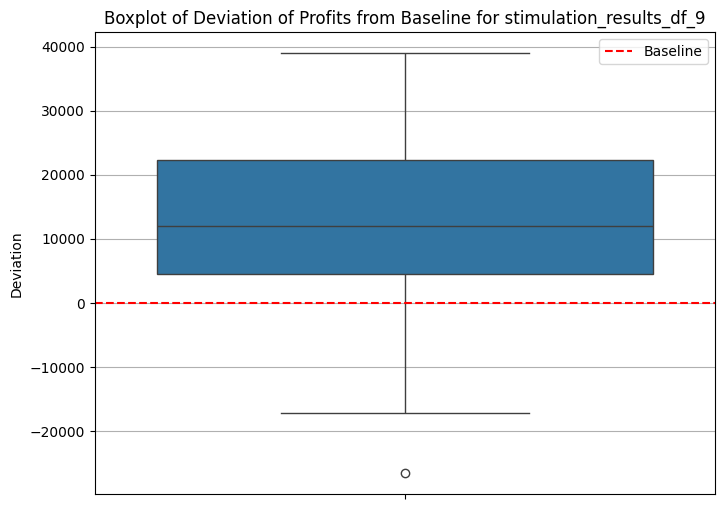 Boxplot of Deviation of Profits from Baseline for stimulation_results_df_9
Baseline
40000
30000
20000
10000
0
−10000
−20000
Deviation